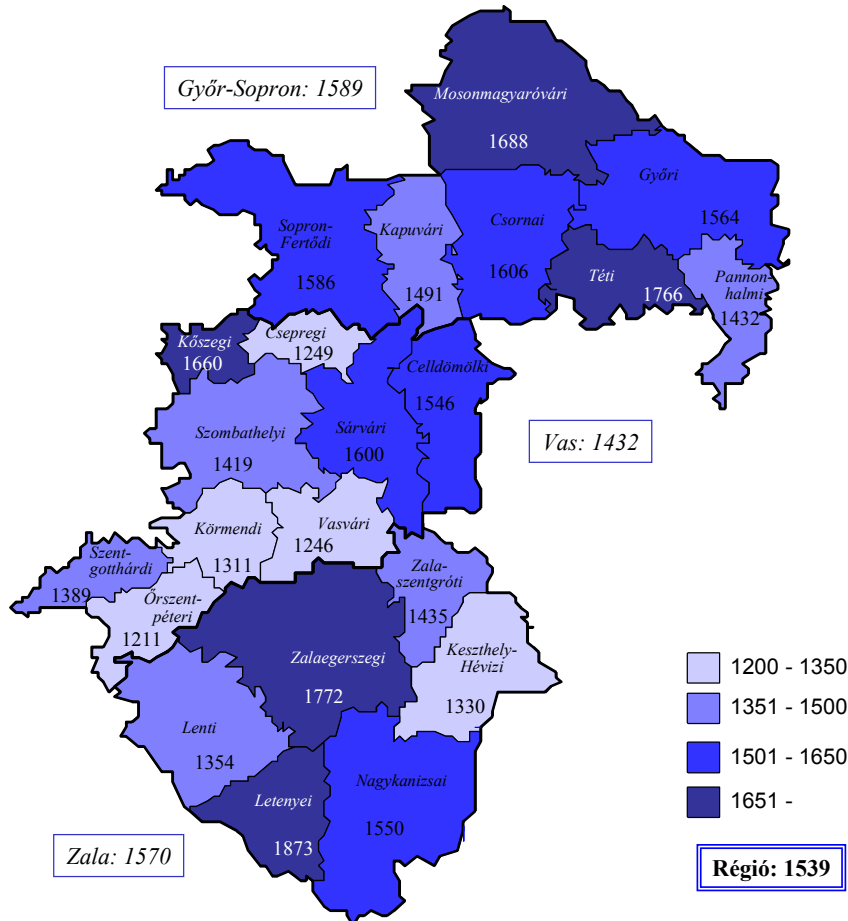 Győr-Sopron: 1589
Mosonmagyaróvári
1688
Győri
1564
Sopron-
Fertődi
1586
Kapuvári
1491
Csornai
1606
Téti
1766
Pannon-
halmi
1432
Kőszegi
1660
Csepregi
1249
Celldömölki
1546
Szombathelyi
1419
Sárvári
1600
Vas: 1432
Körmendi
1311
Vasvári
1246
Szent-
gotthárdi
1389
Őrszent-
péteri
1211
Zala-
szentgróti
1435
Zalaegerszegi
1772
Keszthely-
Hévizi
1330
Lenti
1354
Letenyei
1873
Nagykanizsai
1550
Zala: 1570
1200 - 1350
1351 - 1500
1501 - 1650
1651 -
Régió: 1539